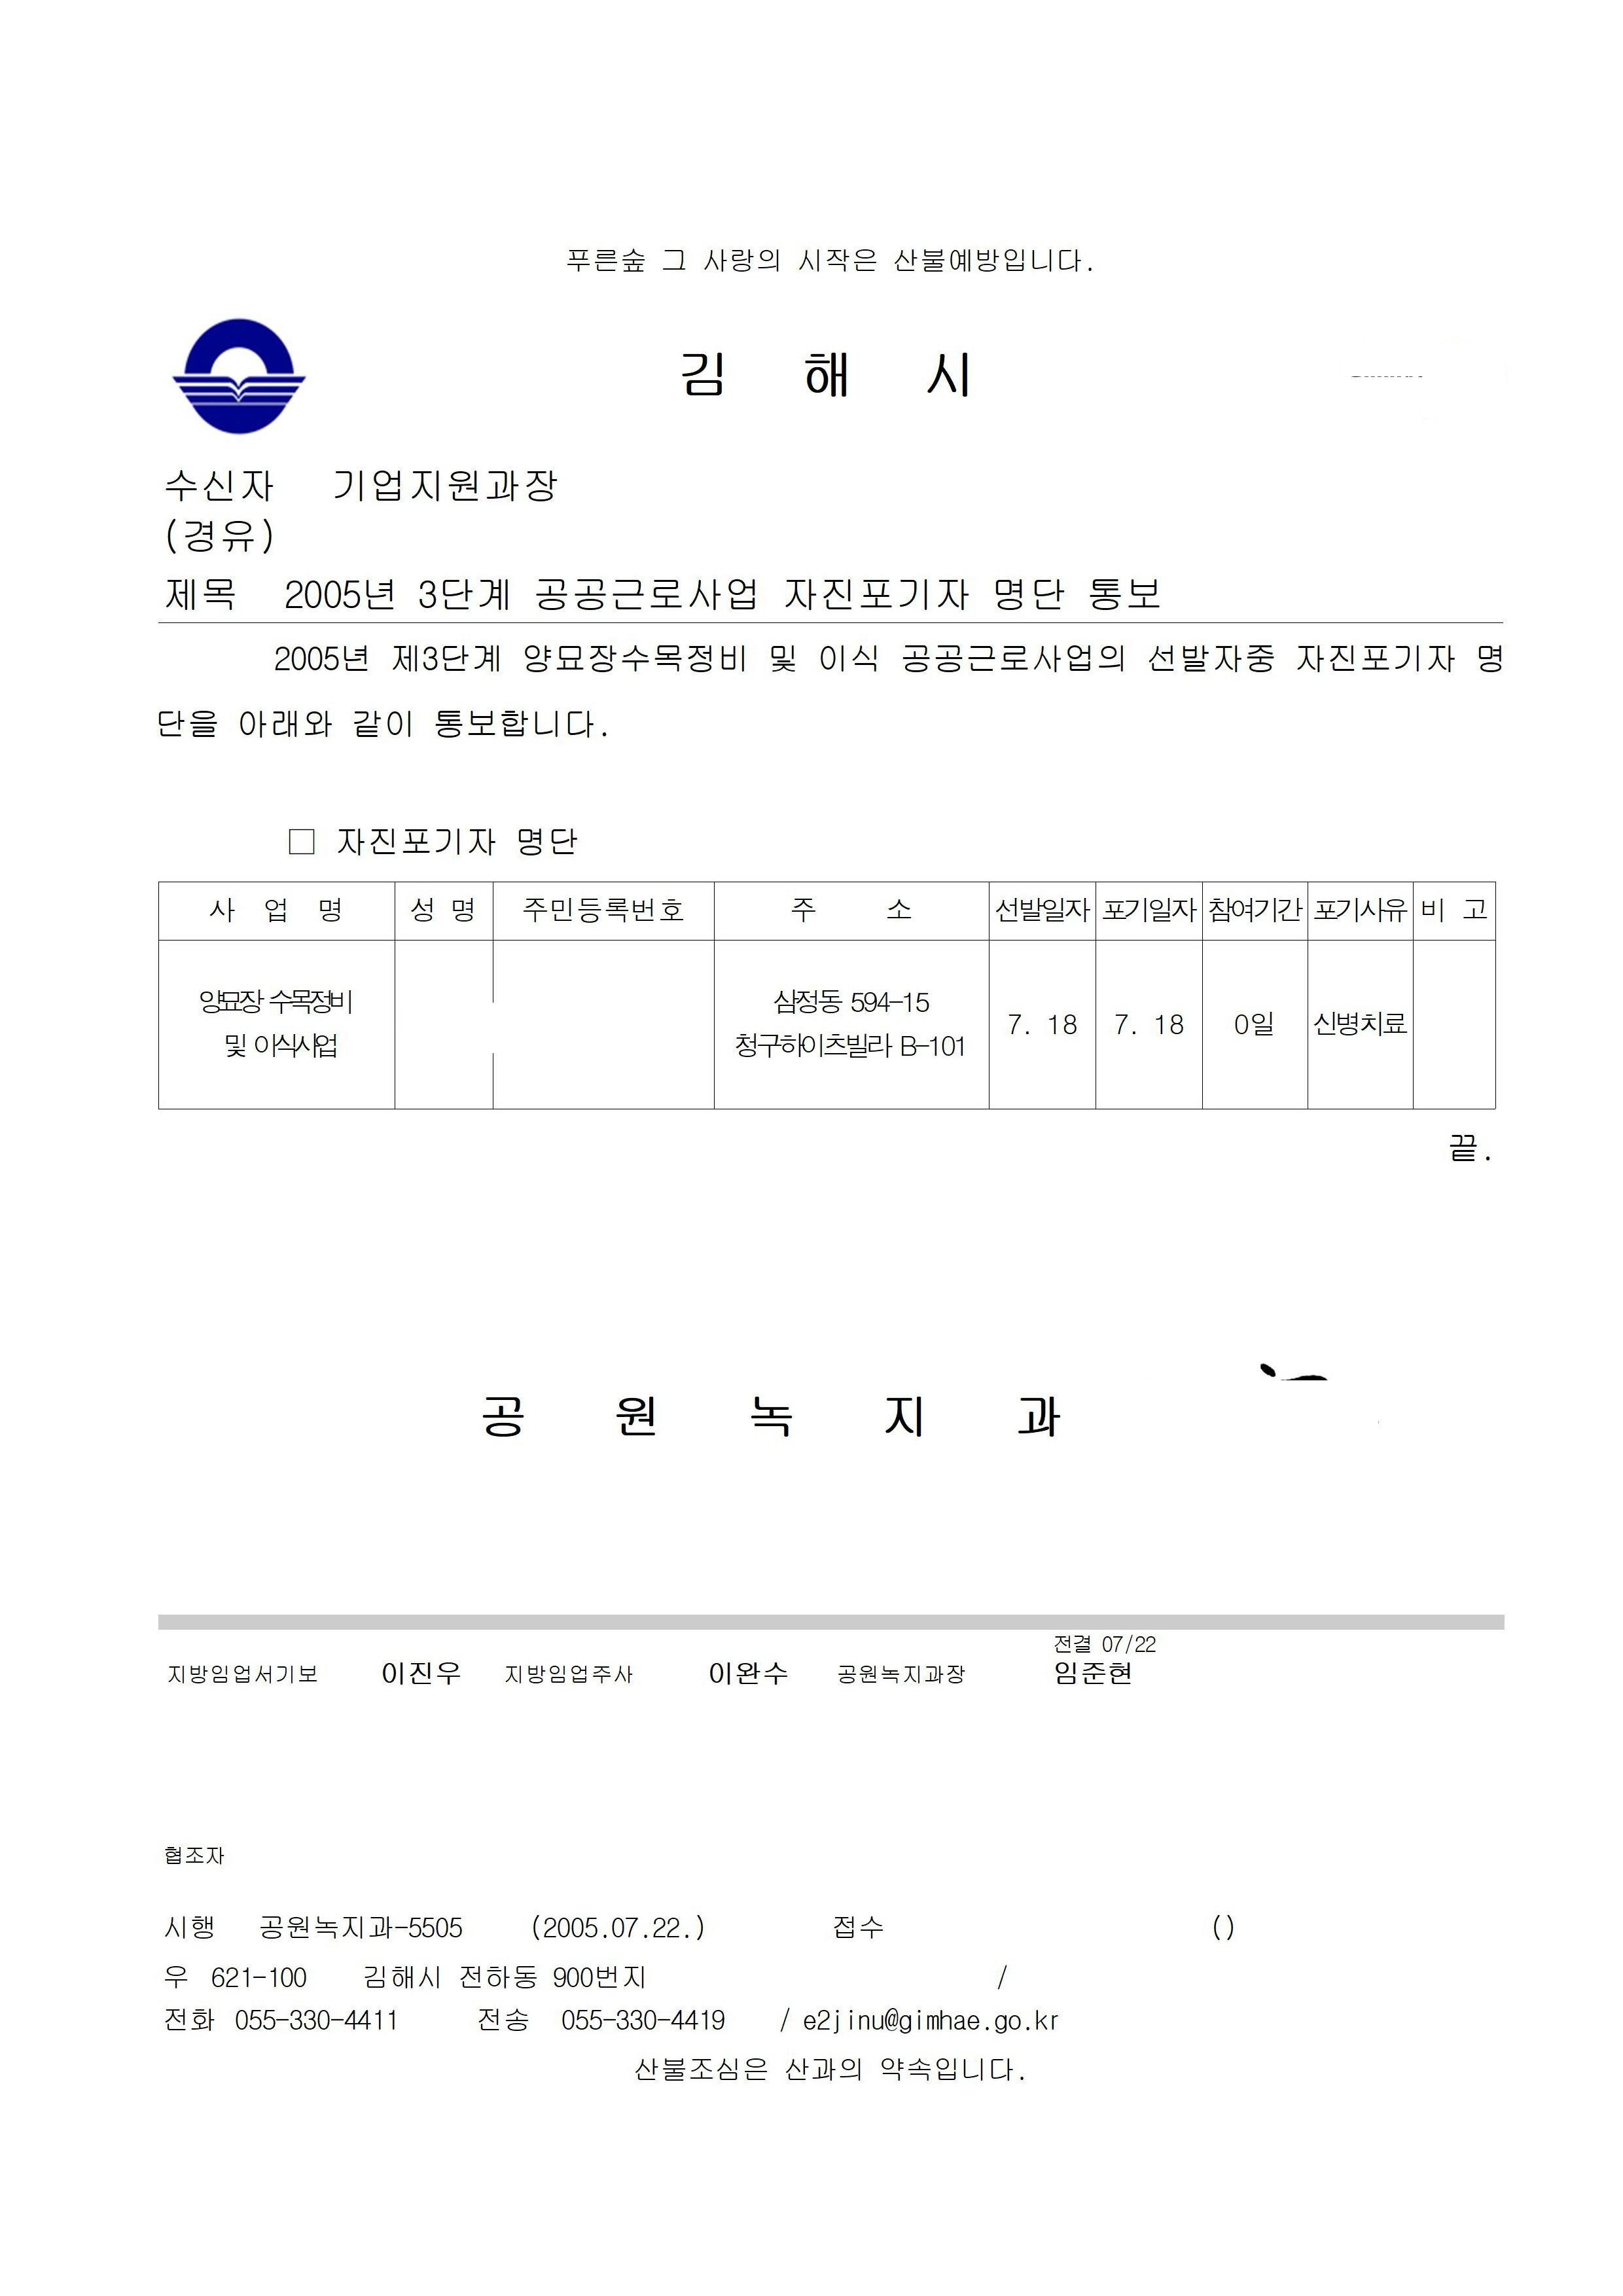 푸른숲 그 사랑의 시작은 산불예방입니다.
김 해 시
수신자 기업지원과장
(경유)
제목 2005년 3단계 공공근로사업 자진포기자 명단 통보
2005년 제3단계 양묘장수목정비 및 이식 공공근로사업의 선발자중 자진포기자 명
단을 아래와 같이 통보합니다.
□ 자진포기자 명단
사 업 명 성 명 주민등록번호 주 소 선발일자 포기일자 참여기간 포기사유 비 고
양묘장 수목정비 삼정동 594-15
7. 18 7. 18 0일 신병치료
및 이식사업 청구하이츠빌라 B-101
끝.
공 원 녹 지 과
전결 07/22
지방임업서기보 이진우 지방임업주사 이완수 공원녹지과장 임준현
협조자
시행 공원녹지과-5505 (2005.07.22.) 접수 ()
우 621-100 김해시 전하동 900번지 /
전화 055-330-4411 전송 055-330-4419 / e2jinu@gimhae.go.kr
산불조심은 산과의 약속입니다.